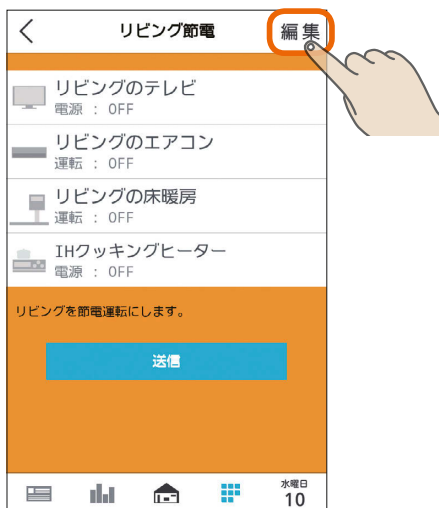 リビング節電
編集
リビングのテレビ
電源 : OFF
リビングのエアコン
運転 : OFF
リビングの床暖房
運転 : OFF
IHクッキングヒーター
電源 : OFF
リビングを節電運転にします。
送信
水曜日
10